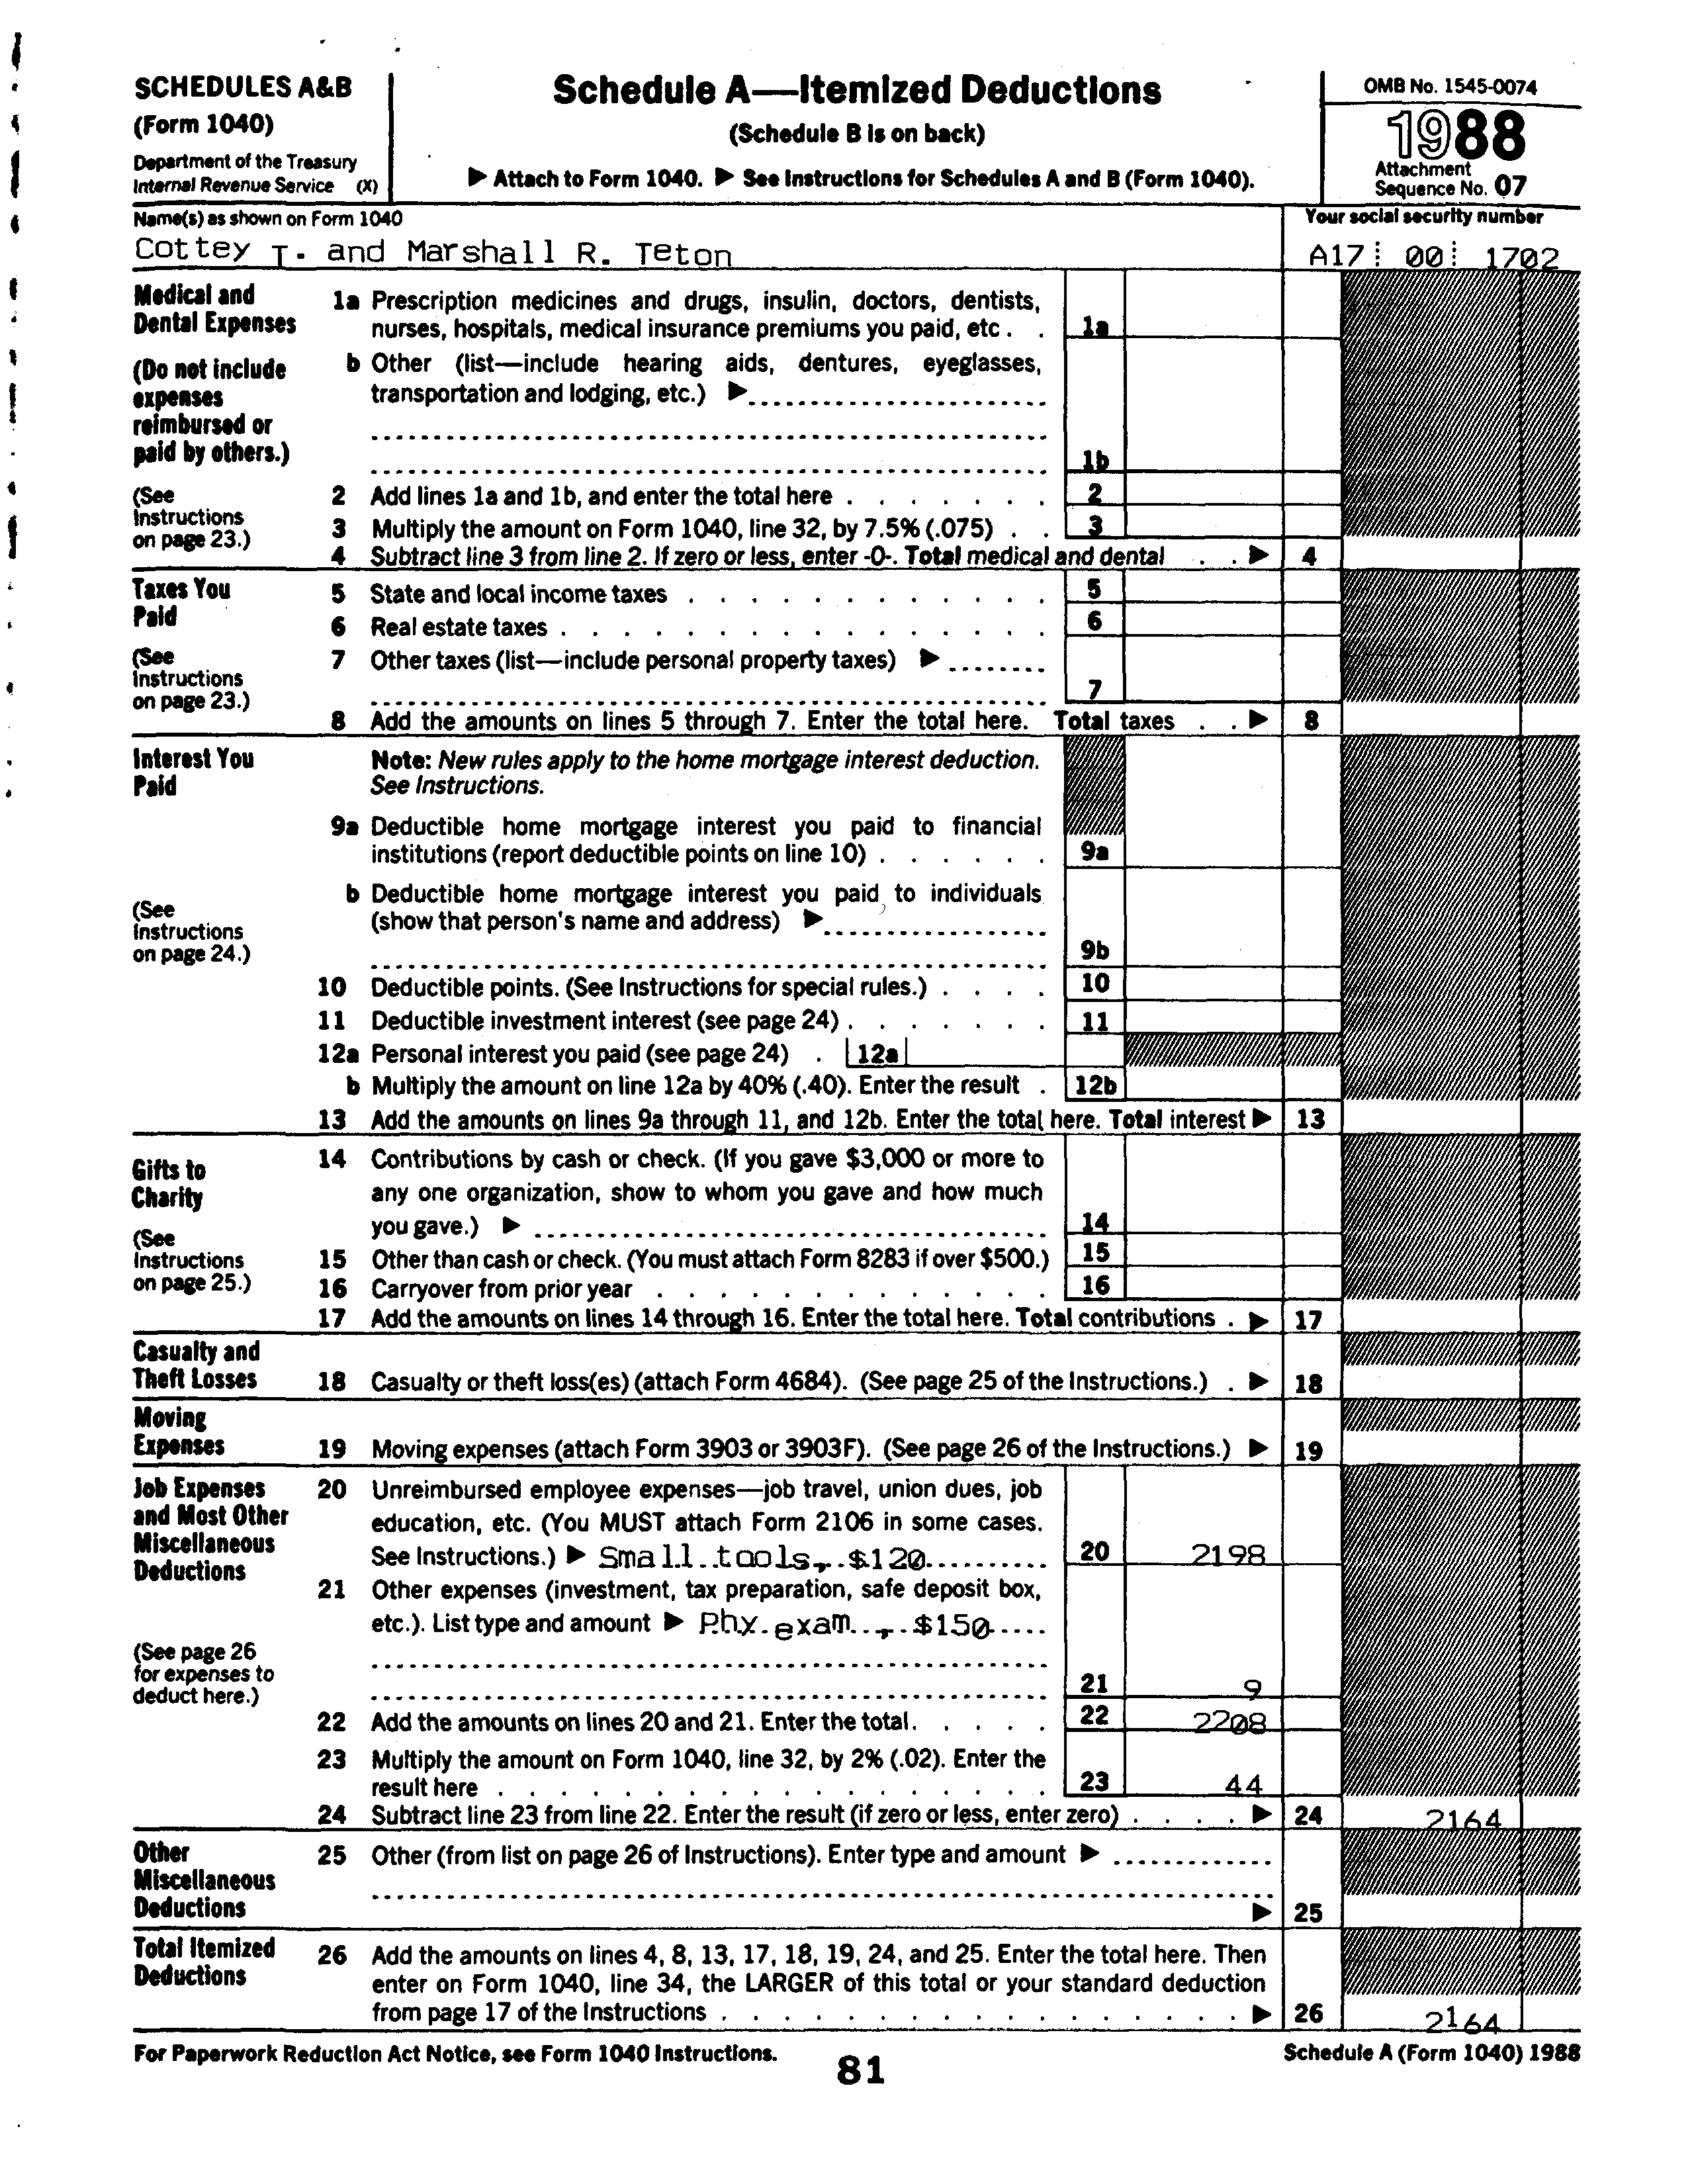 SCHEDULES A&B
(Form 1040)
Department of the Treasury
Internal Revenue Service (X)
Schedule A—Itemized Deductions
(Schedule B is on back)
▶ Attach to Form 1040. ▶ See Instructions for Schedules A and B (Form 1040).
OMB No. 1545-0074
1988
Attachment
Sequence No. 07
Name(s) as shown on Form 1040
Cottey T. and Marshall R. Teton
Your social security number
A17 00 1702
Medical and
Dental Expenses
(Do not include
expenses
reimbursed or
paid by others.)
(See
Instructions
on page 23.)
1a Prescription medicines and drugs, insulin, doctors, dentists,
nurses, hospitals, medical insurance premiums you paid, etc . . 1a
b Other (list—include hearing aids, dentures, eyeglasses,
transportation and lodging, etc.) ▶
1b
2 Add lines 1a and 1b, and enter the total here . . . . . . . 2
3 Multiply the amount on Form 1040, line 32, by 7.5% (.075) . . 3
4 Subtract line 3 from line 2. If zero or less, enter -0-. Total medical and dental . . ▶ 4
Taxes You
Paid
(See
Instructions
on page 23.)
5 State and local income taxes . . . . . . . . . . . . 5
6 Real estate taxes . . . . . . . . . . . . . . . . 6
7 Other taxes (list—include personal property taxes) ▶
7
8 Add the amounts on lines 5 through 7. Enter the total here. Total taxes . . ▶ 8
Interest You
Paid
(See
Instructions
on page 24.)
Note: New rules apply to the home mortgage interest deduction.
See Instructions.
9a Deductible home mortgage interest you paid to financial
institutions (report deductible points on line 10) . . . . . . 9a
b Deductible home mortgage interest you paid to individuals
(show that person's name and address) ▶
9b
10 Deductible points. (See Instructions for special rules.) . . . . 10
11 Deductible investment interest (see page 24) . . . . . . . 11
12a Personal interest you paid (see page 24) . 12a
b Multiply the amount on line 12a by 40% (.40). Enter the result . 12b
13 Add the amounts on lines 9a through 11, and 12b. Enter the total here. Total interest ▶ 13
Gifts to
Charity
(See
Instructions
on page 25.)
14 Contributions by cash or check. (If you gave $3,000 or more to
any one organization, show to whom you gave and how much
you gave.) ▶ 14
15 Other than cash or check. (You must attach Form 8283 if over $500.) 15
16 Carryover from prior year . . . . . . . . . . . . . 16
17 Add the amounts on lines 14 through 16. Enter the total here. Total contributions . ▶ 17
Casualty and
Theft Losses
18 Casualty or theft loss(es) (attach Form 4684). (See page 25 of the Instructions.) . ▶ 18
Moving
Expenses
19 Moving expenses (attach Form 3903 or 3903F). (See page 26 of the Instructions.) ▶ 19
Job Expenses
and Most Other
Miscellaneous
Deductions
(See page 26
for expenses to
deduct here.)
20 Unreimbursed employee expenses—job travel, union dues, job
education, etc. (You MUST attach Form 2106 in some cases.
See Instructions.) ▶ Small tools, $120 20 2198
21 Other expenses (investment, tax preparation, safe deposit box,
etc.). List type and amount ▶ Phy. exam., $150
21 9
22 Add the amounts on lines 20 and 21. Enter the total. . . . . . 22 2208
23 Multiply the amount on Form 1040, line 32, by 2% (.02). Enter the
result here . . . . . . . . . . . . . . . . . . 23 44
24 Subtract line 23 from line 22. Enter the result (if zero or less, enter zero) . . . . ▶ 24 2164
Other
Miscellaneous
Deductions
25 Other (from list on page 26 of Instructions). Enter type and amount ▶
▶ 25
Total Itemized
Deductions
26 Add the amounts on lines 4, 8, 13, 17, 18, 19, 24, and 25. Enter the total here. Then
enter on Form 1040, line 34, the LARGER of this total or your standard deduction
from page 17 of the Instructions . . . . . . . . . . . . . . . . . ▶ 26 2164
For Paperwork Reduction Act Notice, see Form 1040 Instructions.
Schedule A (Form 1040) 1988
81